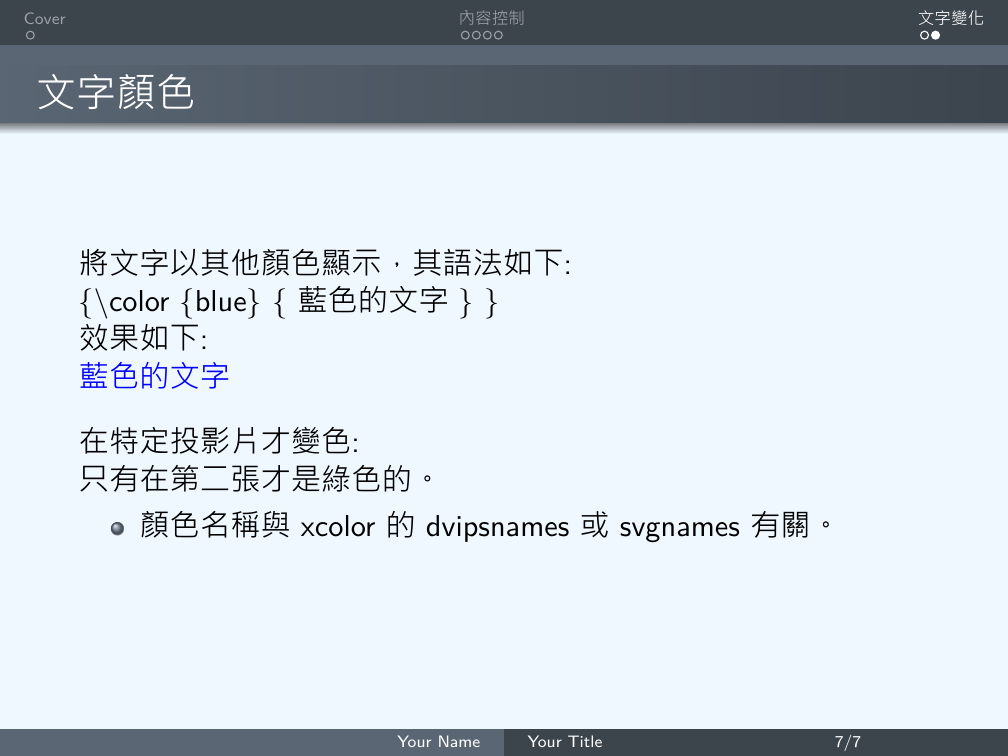 Cover
內容控制
文字變化
文字顏色
將文字以其他顏色顯示，其語法如下:
{\color {blue} { 藍色的文字 } }
效果如下:
藍色的文字
在特定投影片才變色:
只有在第二張才是綠色的。
顏色名稱與 xcolor 的 dvipsnames 或 svgnames 有關。
Your Name
Your Title
7/7